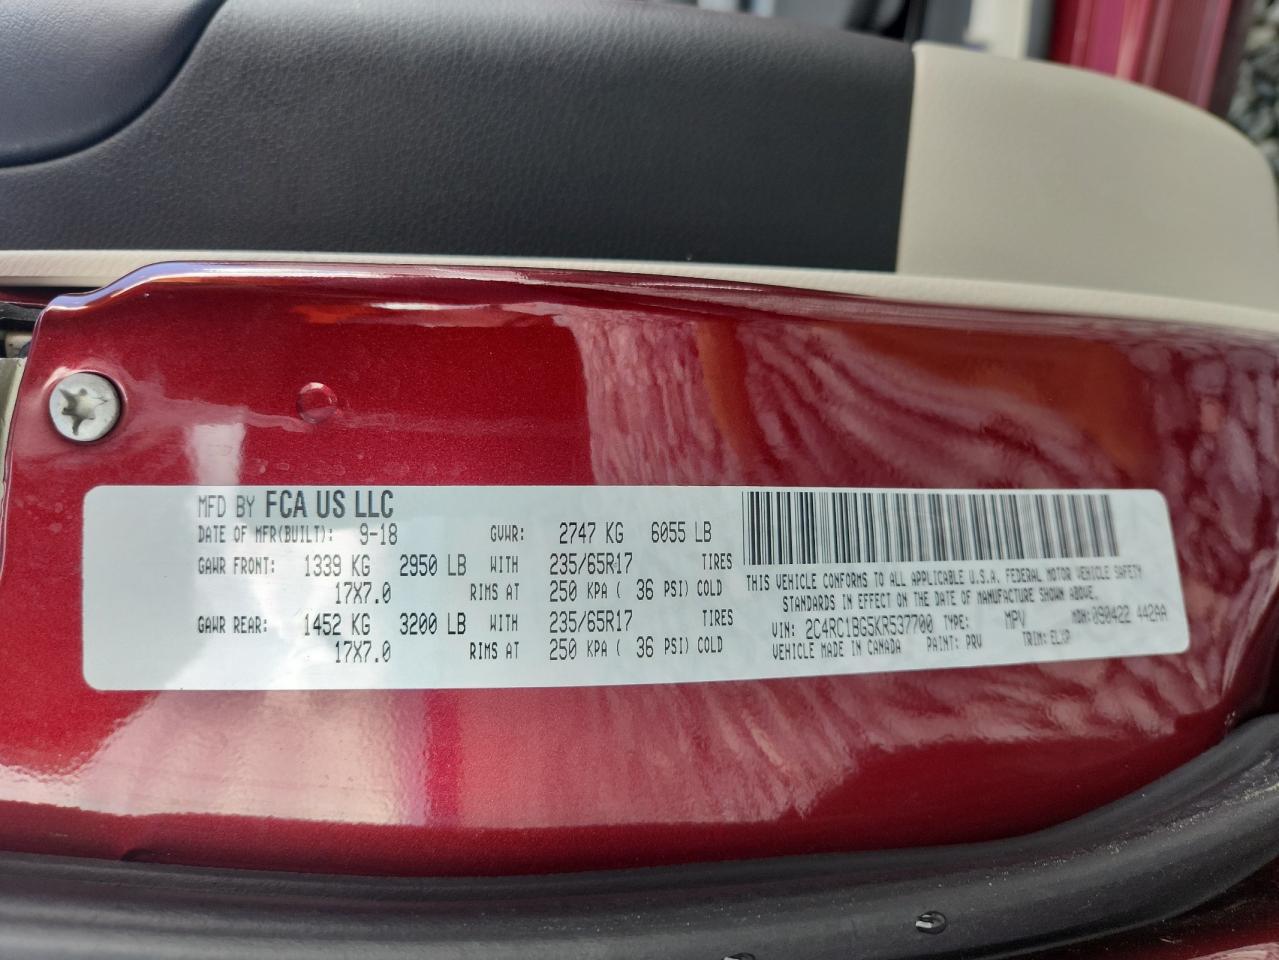 MFD BY FCA US LLC
DATE OF MFR(BUILT): 9-18 GVWR: 2747 KG 6055 LB
GAWR FRONT: 1339 KG 2950 LB WITH 235/65R17 TIRES
17X7.0 RIMS AT 250 KPA ( 36 PSI) COLD
GAWR REAR: 1452 KG 3200 LB WITH 235/65R17 TIRES
17X7.0 RIMS AT 250 KPA ( 36 PSI) COLD
THIS VEHICLE CONFORMS TO ALL APPLICABLE U.S.A. FEDERAL MOTOR VEHICLE SAFETY
STANDARDS IN EFFECT ON THE DATE OF MANUFACTURE SHOWN ABOVE.
VIN: 2C4RC1BG5KR537700 TYPE: MPV MDH: 090422 442AA
VEHICLE MADE IN CANADA PAINT: PRV TRIM: